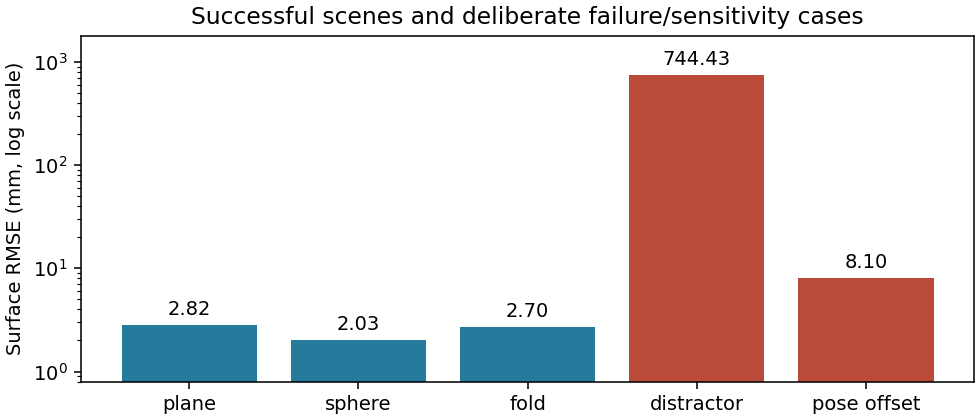 Successful scenes and deliberate failure/sensitivity cases
Surface RMSE (mm, log scale)
10³
10²
10¹
10⁰
2.82
2.03
2.70
744.43
8.10
plane
sphere
fold
distractor
pose offset